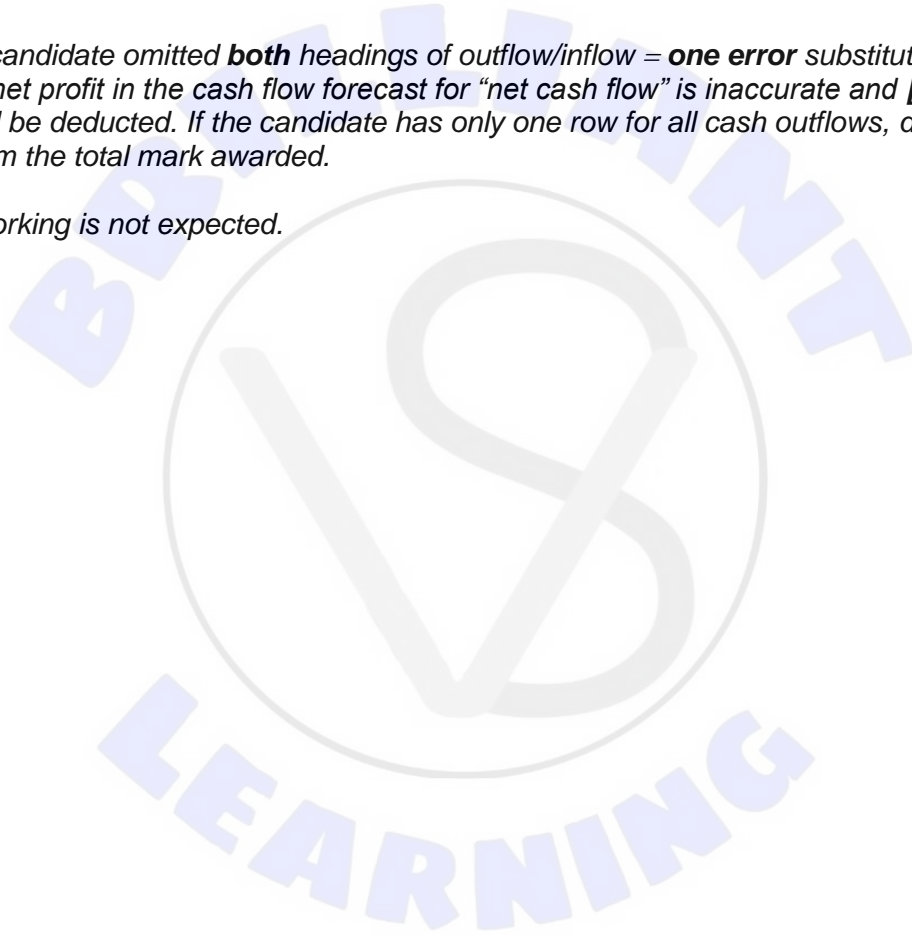 candidate omitted both headings of outflow/inflow = one error substitut
net profit in the cash flow forecast for “net cash flow” is inaccurate and [
be deducted. If the candidate has only one row for all cash outflows, d
m the total mark awarded.
orking is not expected.
BRILLIANT
VS
LEARNING